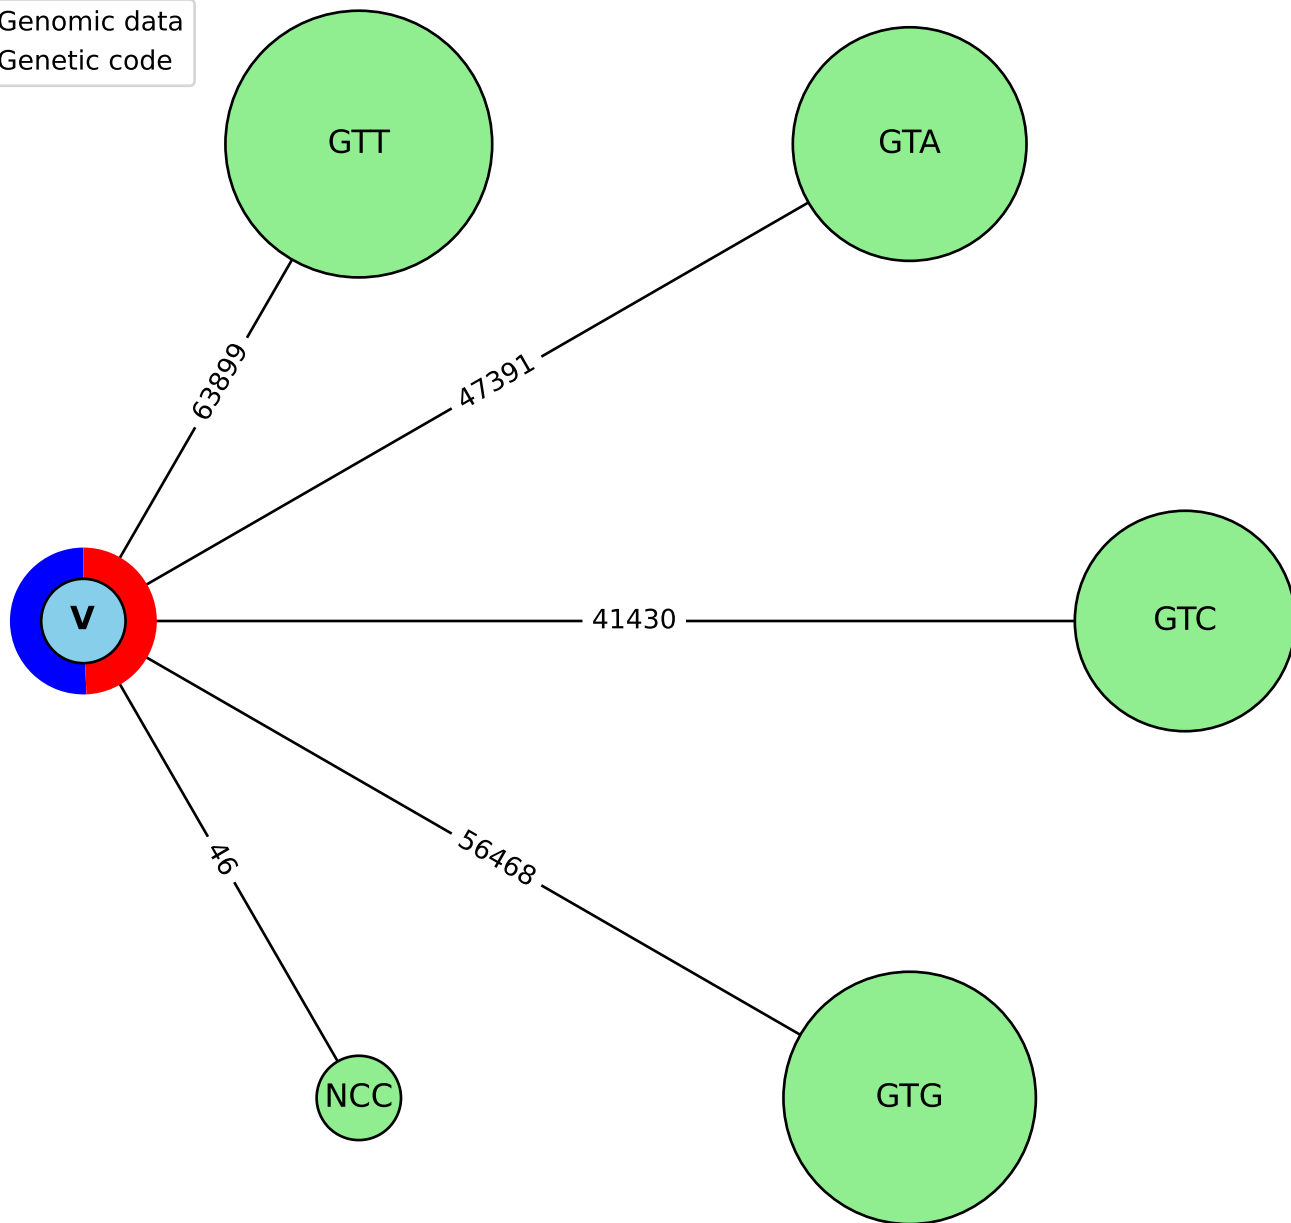 Genomic data
Genetic code
GTT
GTA
63899
47391
V
41430
GTC
46
56468
NCC
GTG